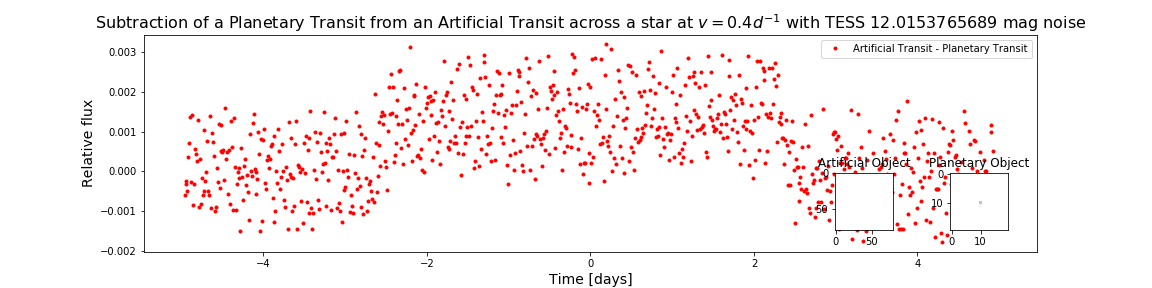 Subtraction of a Planetary Transit from an Artificial Transit across a star at v = 0.4d⁻¹ with TESS 12.0153765689 mag noise
Artificial Transit - Planetary Transit
Relative flux
0.003
0.002
0.001
0.000
−0.001
−0.002
Artificial Object
0
50
0 50
Planetary Object
0
10
0 10
−4 −2 0 2 4
Time [days]